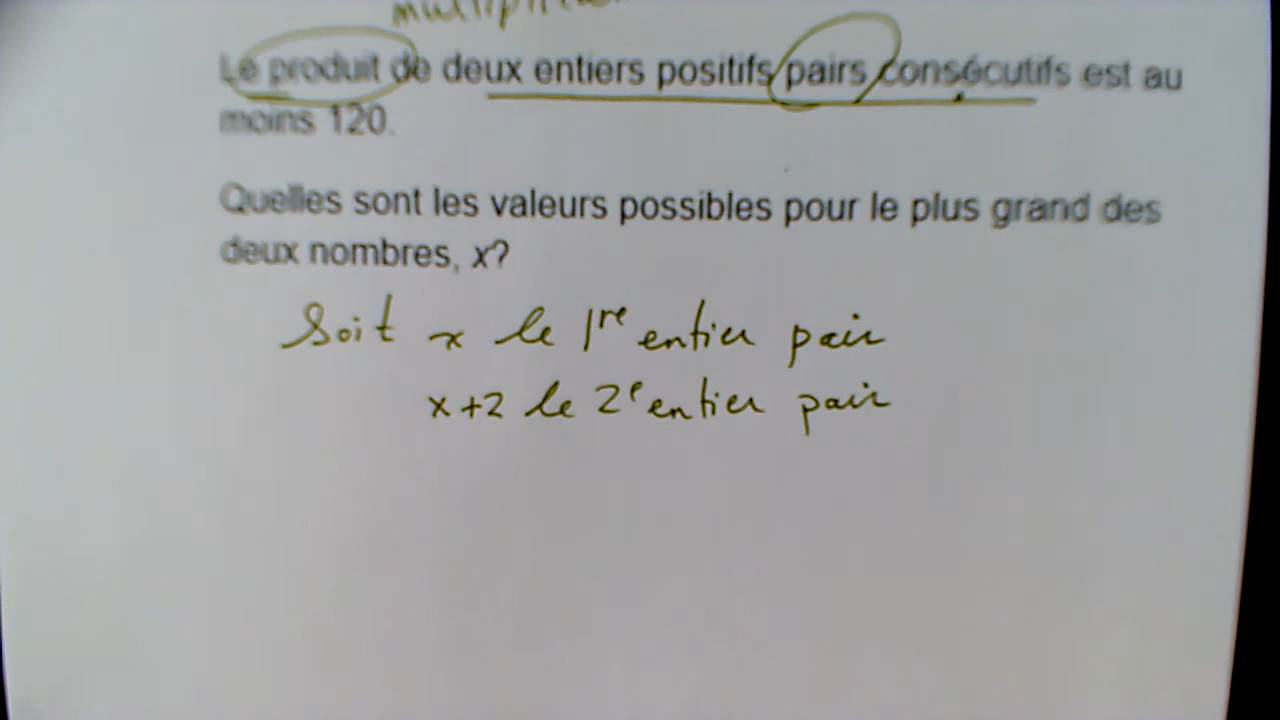 Le produit de deux entiers positifs pairs consécutifs est au
moins 120.
Quelles sont les valeurs possibles pour le plus grand des
deux nombres, x?
Soit x le 1re entier pair
x+2 le 2e entier pair